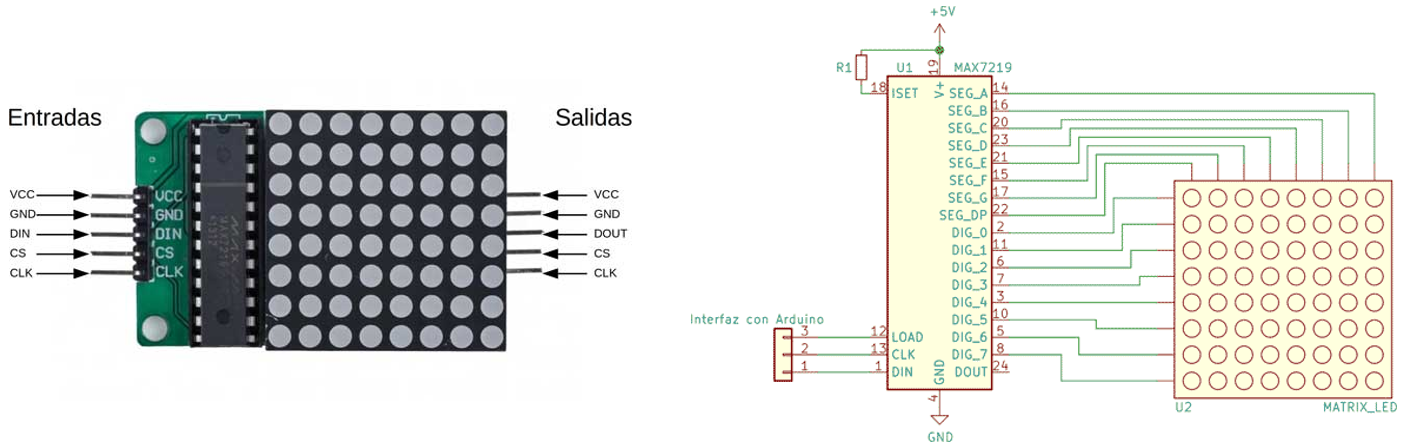 Entradas
Salidas
VCC
GND
DIN
CS
CLK
VCC
GND
DIN
CS
CLK
VCC
GND
DOUT
CS
CLK
+5V
R1
U1
19
MAX7219
18
ISET
V+
SEG_A 14
SEG_B 16
SEG_C 20
SEG_D 23
SEG_E 21
SEG_F 15
SEG_G 17
SEG_DP 22
DIG_0 2
DIG_1 11
DIG_2 6
DIG_3 7
DIG_4 3
DIG_5 10
DIG_6 5
DIG_7 8
DOUT 24
Interfaz con Arduino
3
12 LOAD
2
13 CLK
1
1 DIN
GND
4
GND
U2
MATRIX_LED